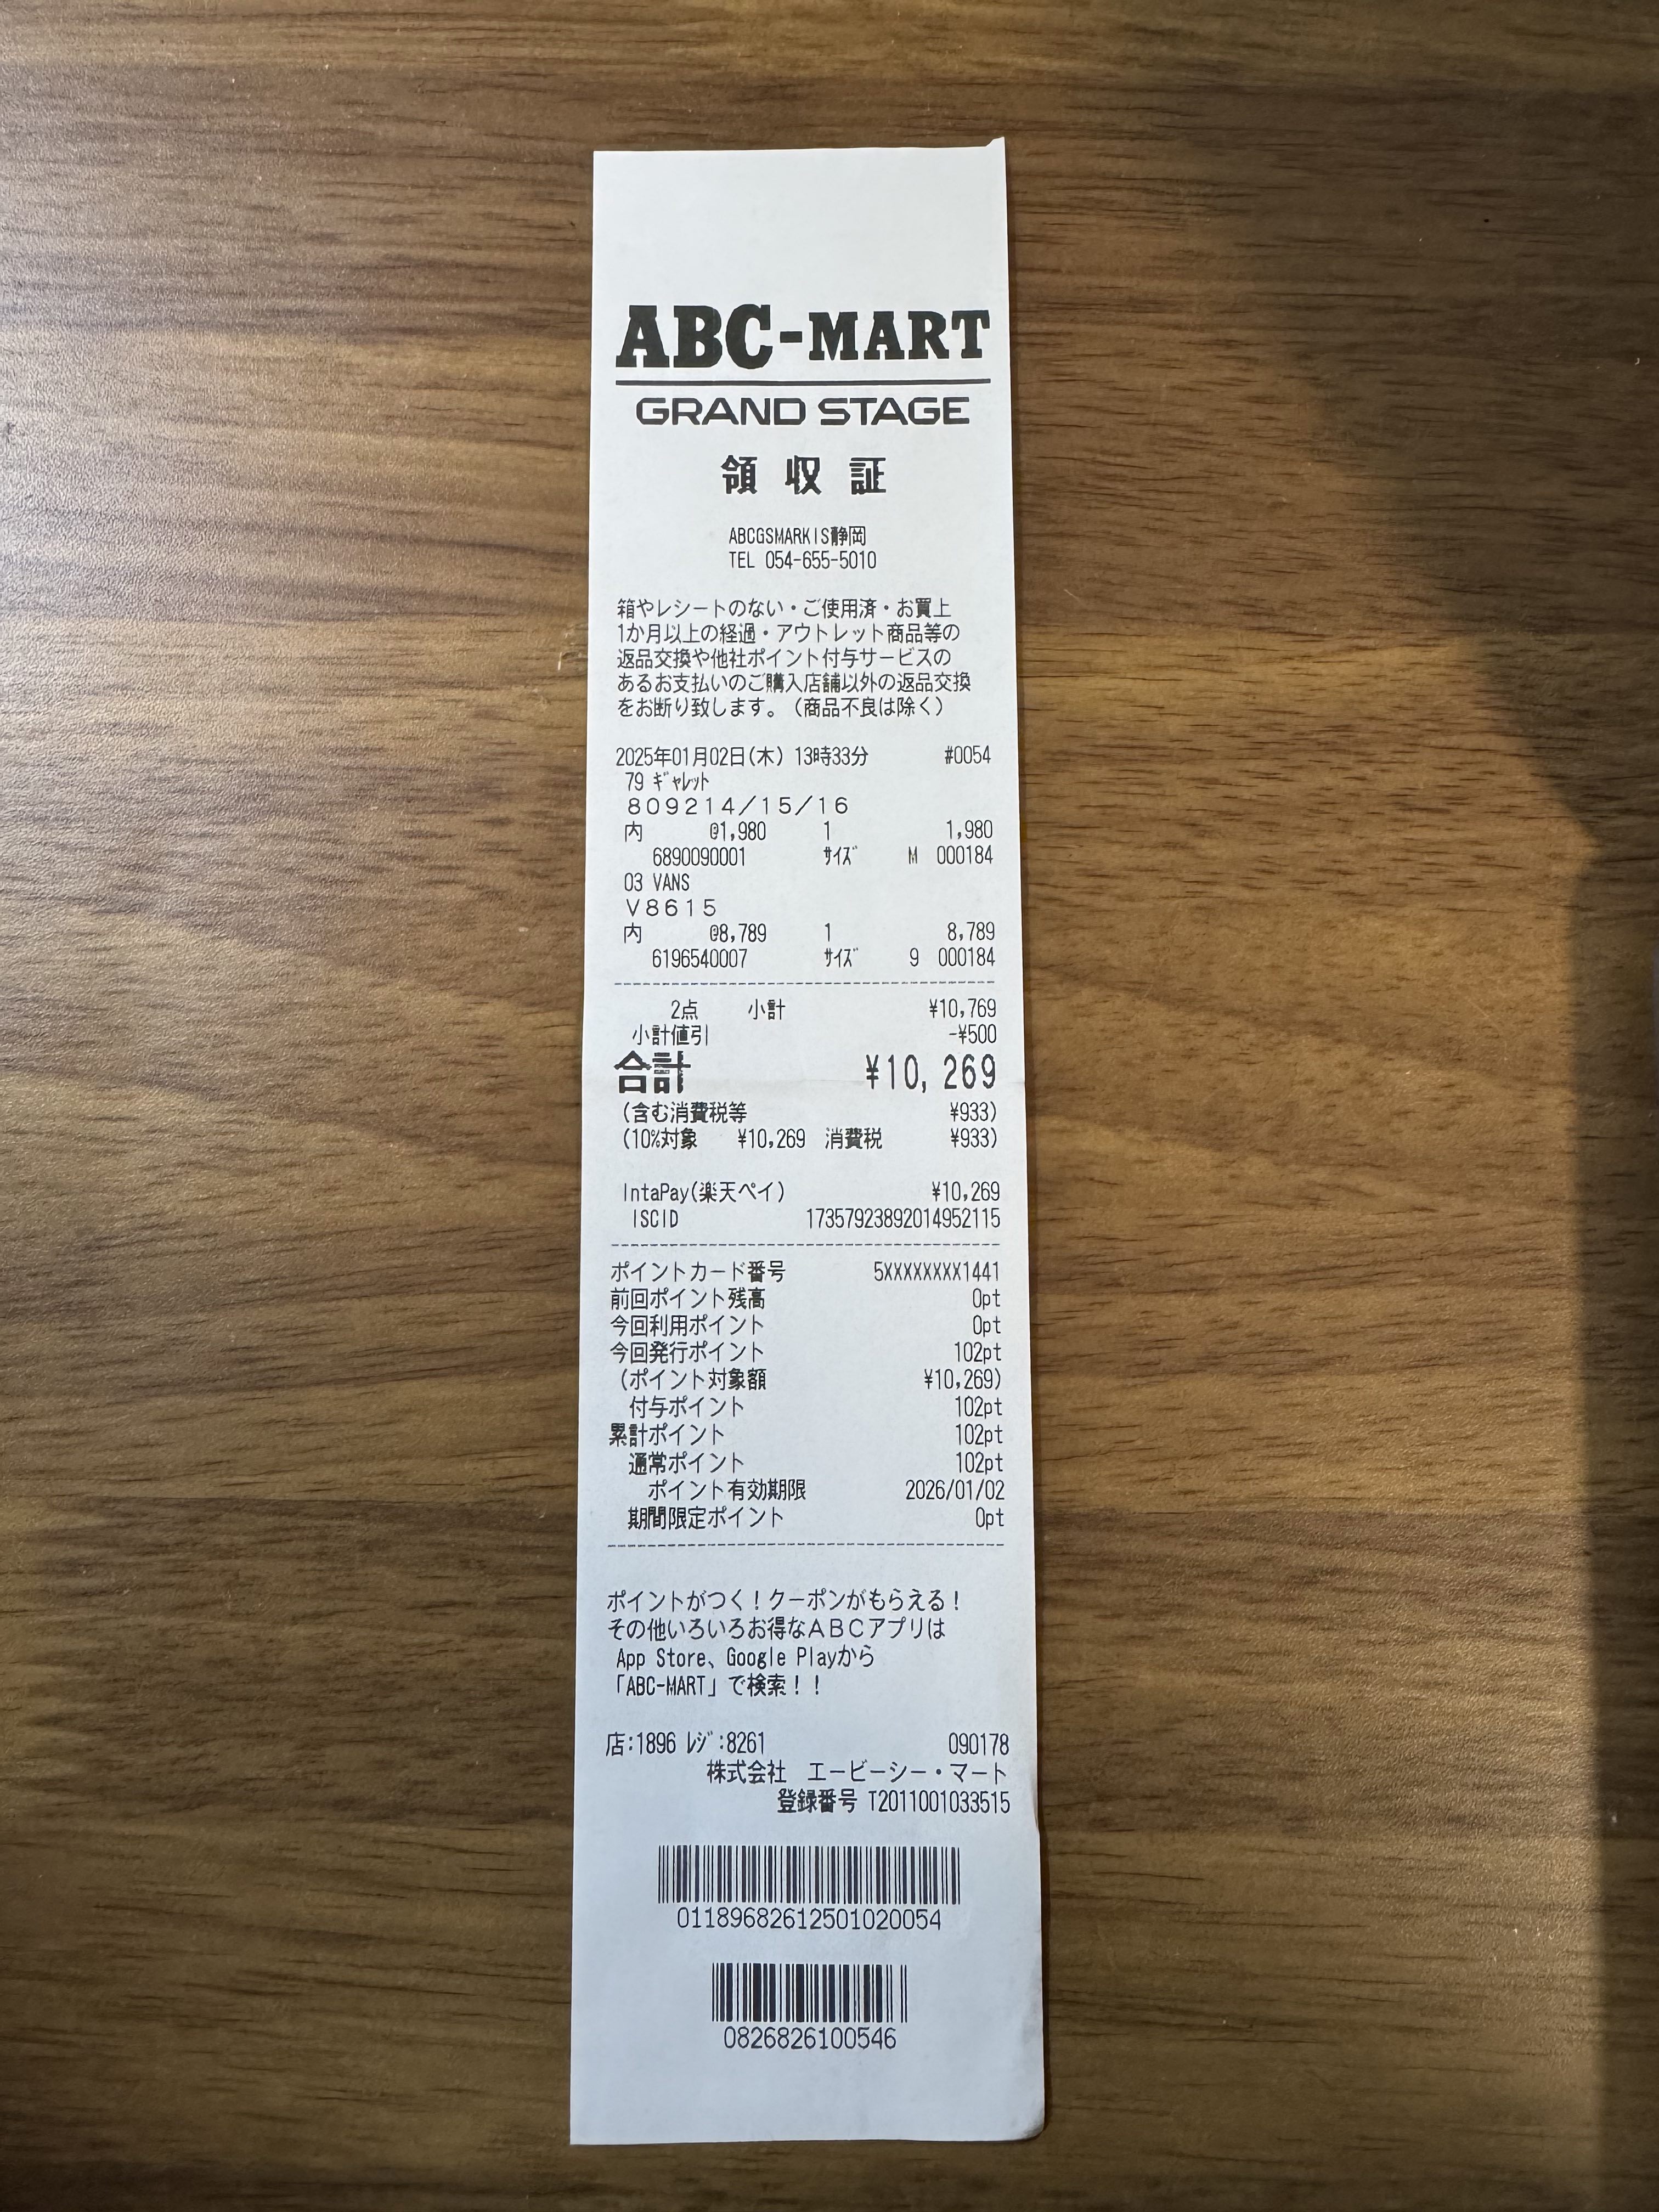 ABC-MART
GRAND STAGE
領収証
ABCGSMARKIS静岡
TEL 054-655-5010
箱やレシートのない・ご使用済・お買上
1か月以上の経過・アウトレット商品等の
返品交換や他社ポイント付与サービスの
あるお支払いのご購入店舗以外の返品交換
をお断り致します。（商品不良は除く）
2025年01月02日(木) 13時33分 #0054
79 ｷﾞｬﾚｯﾄ
８０９２１４／１５／１６
内 @1,980 1 1,980
6890090001 ｻｲｽﾞ M 000184
03 VANS
Ｖ８６１５
内 @8,789 1 8,789
6196540007 ｻｲｽﾞ 9 000184
2点 小計 ¥10,769
小計値引 -¥500
合計 ¥10,269
(含む消費税等 ¥933)
(10%対象 ¥10,269 消費税 ¥933)
IntaPay(楽天ペイ) ¥10,269
ISCID 17357923892014952115
ポイントカード番号 5XXXXXXXX1441
前回ポイント残高 0pt
今回利用ポイント 0pt
今回発行ポイント 102pt
(ポイント対象額 ¥10,269)
付与ポイント 102pt
累計ポイント 102pt
通常ポイント 102pt
ポイント有効期限 2026/01/02
期間限定ポイント 0pt
ポイントがつく！クーポンがもらえる！
その他いろいろお得なＡＢＣアプリは
App Store、Google Playから
「ABC-MART」で検索！！
店:1896 ﾚｼﾞ:8261 090178
株式会社　エービーシー・マート
登録番号 T2011001033515
01189682612501020054
0826826100546